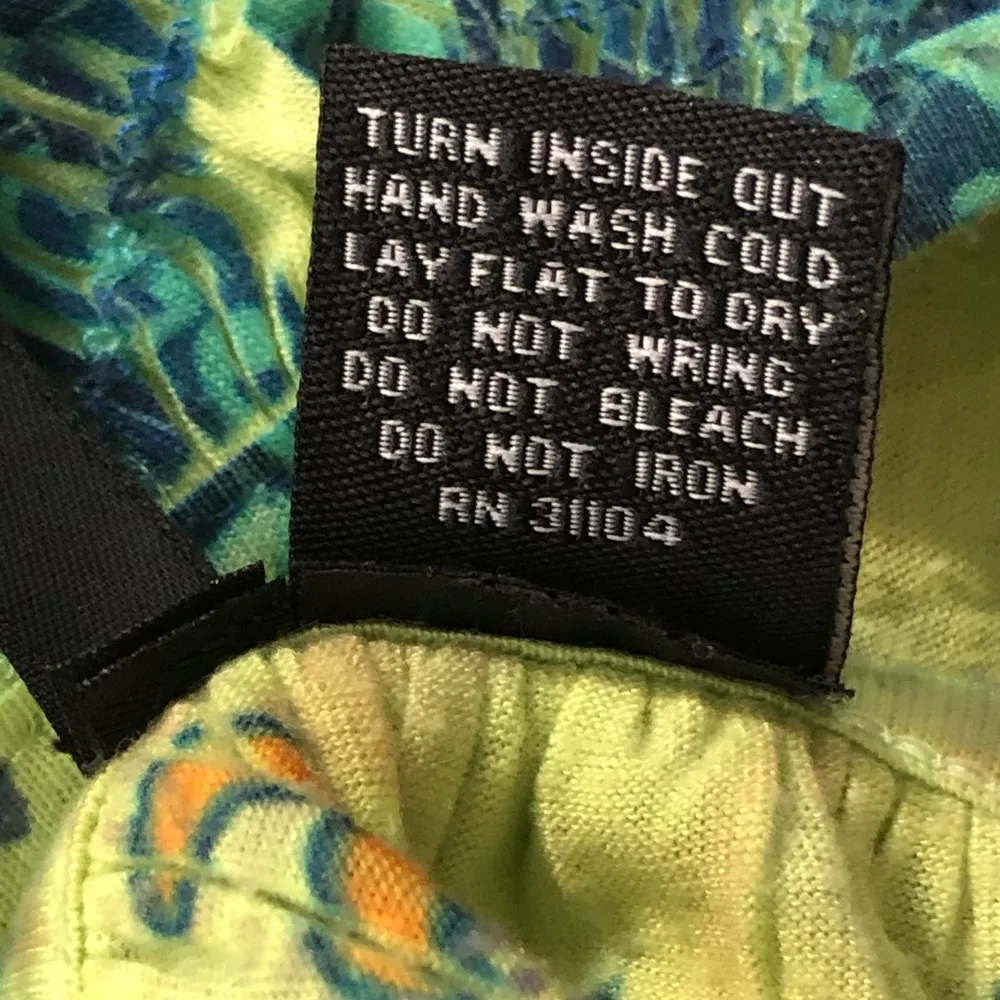 TURN INSIDE OUT
HAND WASH COLD
LAY FLAT TO DRY
DO NOT WRING
DO NOT BLEACH
DO NOT IRON
RN 31104